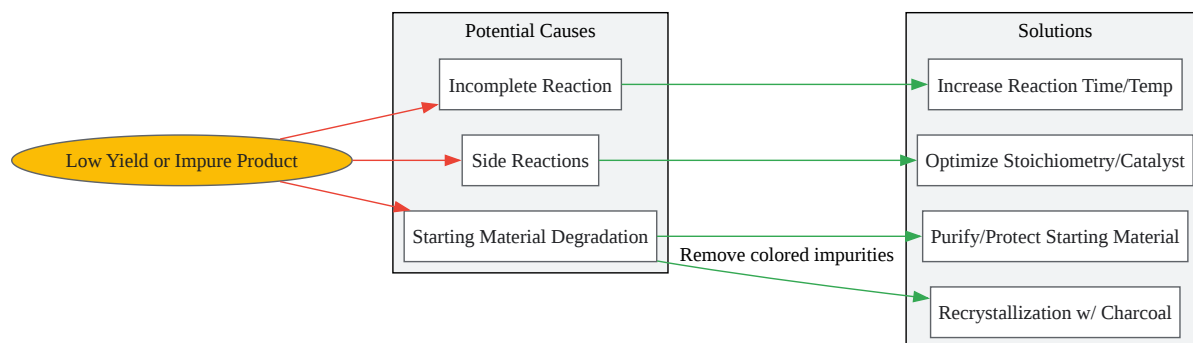 Potential Causes
Solutions
Incomplete Reaction
Increase Reaction Time/Temp
Low Yield or Impure Product
Side Reactions
Optimize Stoichiometry/Catalyst
Starting Material Degradation
Purify/Protect Starting Material
Remove colored impurities
Recrystallization w/ Charcoal